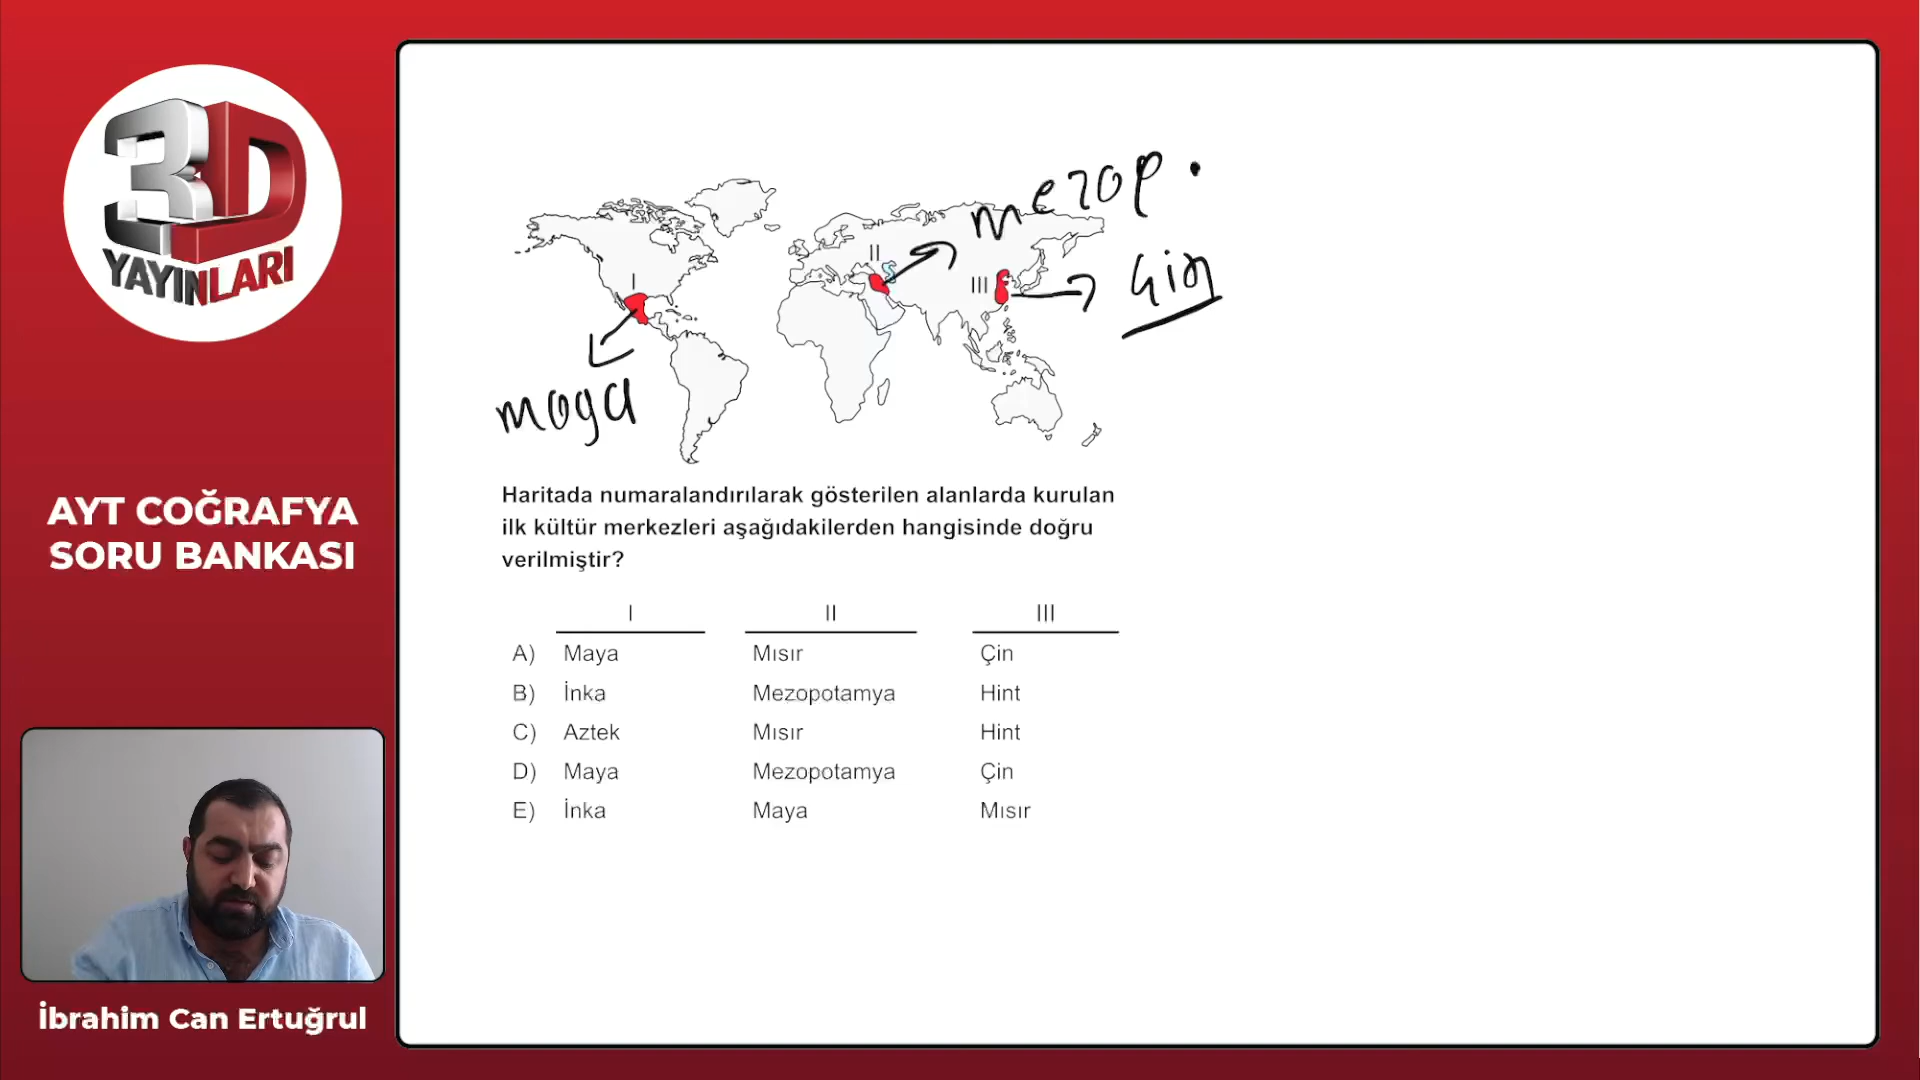 3D
YAYINLARI
AYT COĞRAFYA
SORU BANKASI
İbrahim Can Ertuğrul
mezop.
II
Çin
III
I
maya
Haritada numaralandırılarak gösterilen alanlarda kurulan
ilk kültür merkezleri aşağıdakilerden hangisinde doğru
verilmiştir?
I II III
A) Maya Mısır Çin
B) İnka Mezopotamya Hint
C) Aztek Mısır Hint
D) Maya Mezopotamya Çin
E) İnka Maya Mısır